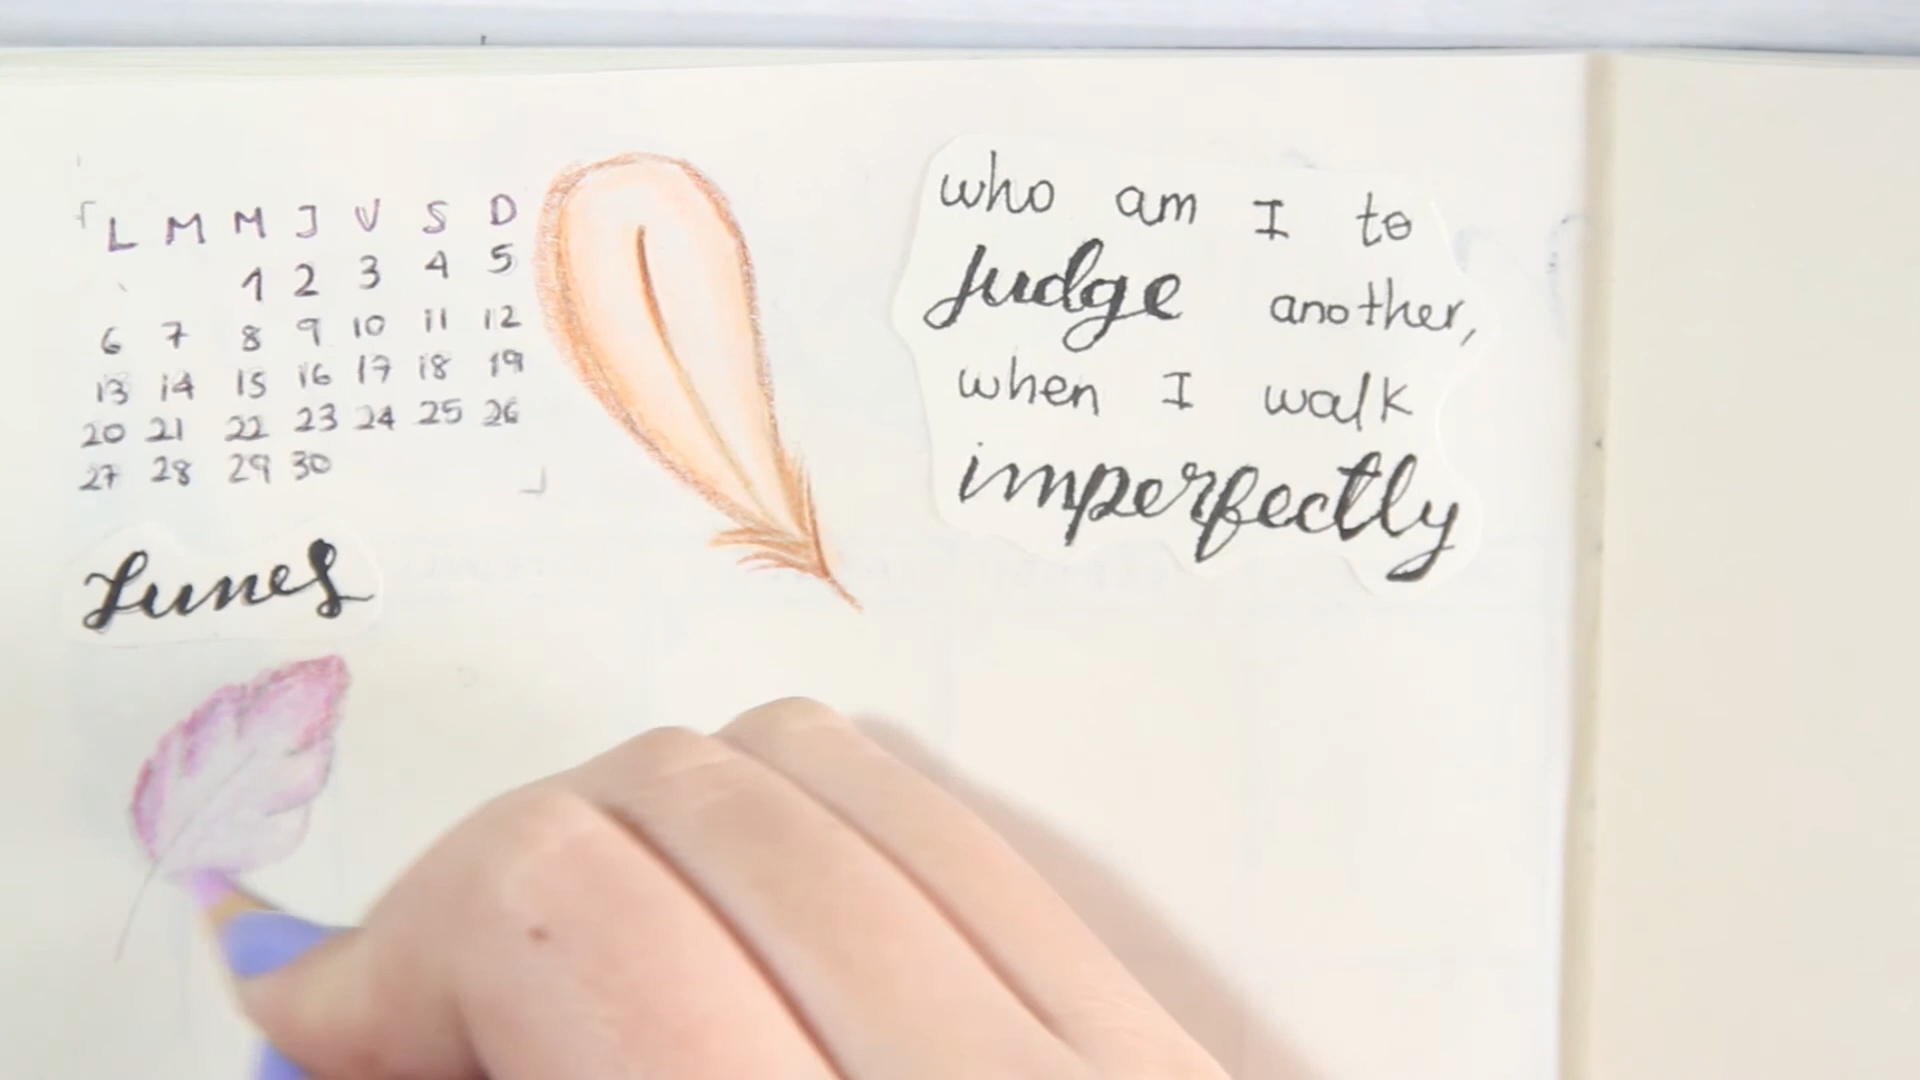 L M M J V S D
1 2 3 4 5
6 7 8 9 10 11 12
13 14 15 16 17 18 19
20 21 22 23 24 25 26
27 28 29 30
Lunes
who am I to
judge another,
when I walk
imperfectly